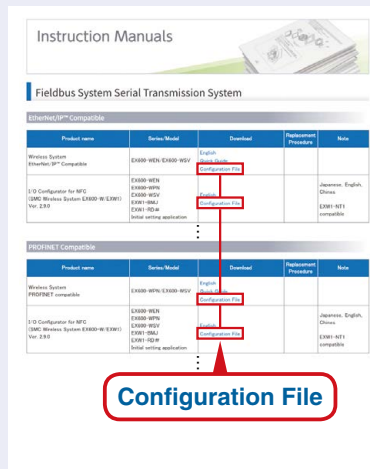 Instruction Manuals
Fieldbus System Serial Transmission System
EtherNet/IP™ Compatible
Product name Series/Model Download Replacement Procedure Note
Wireless System
EtherNet/IP™ Compatible
EX600-WEN/EX600-WSV
English
Quick Guide
Configuration File
I/O Configurator for NFC
(SMC Wireless System EX600-W/EXW1)
Ver. 2.9.0
EX600-WEN
EX600-WPN
EX600-WSV
EXW1-BMJ
EXW1-RD#
Initial setting application
English
Configuration File
Japanese, English,
Chinese
EXW1-NT1
compatible
PROFINET Compatible
Product name Series/Model Download Replacement Procedure Note
Wireless System
PROFINET compatible
EX600-WPN/EX600-WSV
English
Quick Guide
Configuration File
I/O Configurator for NFC
(SMC Wireless System EX600-W/EXW1)
Ver. 2.9.0
EX600-WEN
EX600-WPN
EX600-WSV
EXW1-BMJ
EXW1-RD#
Initial setting application
English
Configuration File
Japanese, English,
Chinese
EXW1-NT1
compatible
Configuration File